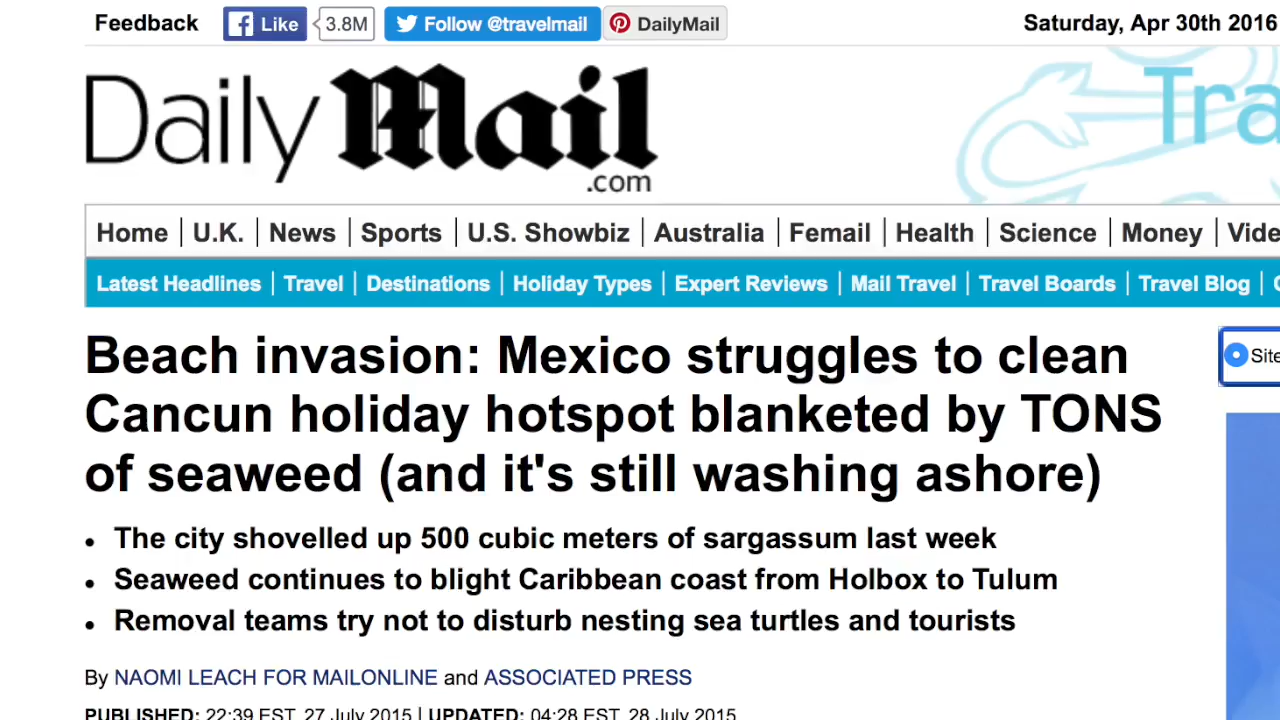 Feedback Like 3.8M Follow @travelmail DailyMail Saturday, Apr 30th 2016
Daily Mail
.com
Home U.K. News Sports U.S. Showbiz Australia Femail Health Science Money
Latest Headlines Travel Destinations Holiday Types Expert Reviews Mail Travel Travel Boards Travel Blog
Beach invasion: Mexico struggles to clean
Cancun holiday hotspot blanketed by TONS
of seaweed (and it's still washing ashore)
Site
• The city shovelled up 500 cubic meters of sargassum last week
• Seaweed continues to blight Caribbean coast from Holbox to Tulum
• Removal teams try not to disturb nesting sea turtles and tourists
By NAOMI LEACH FOR MAILONLINE and ASSOCIATED PRESS
PUBLISHED: 22:39 EST, 27 July 2015 | UPDATED: 04:28 EST, 28 July 2015